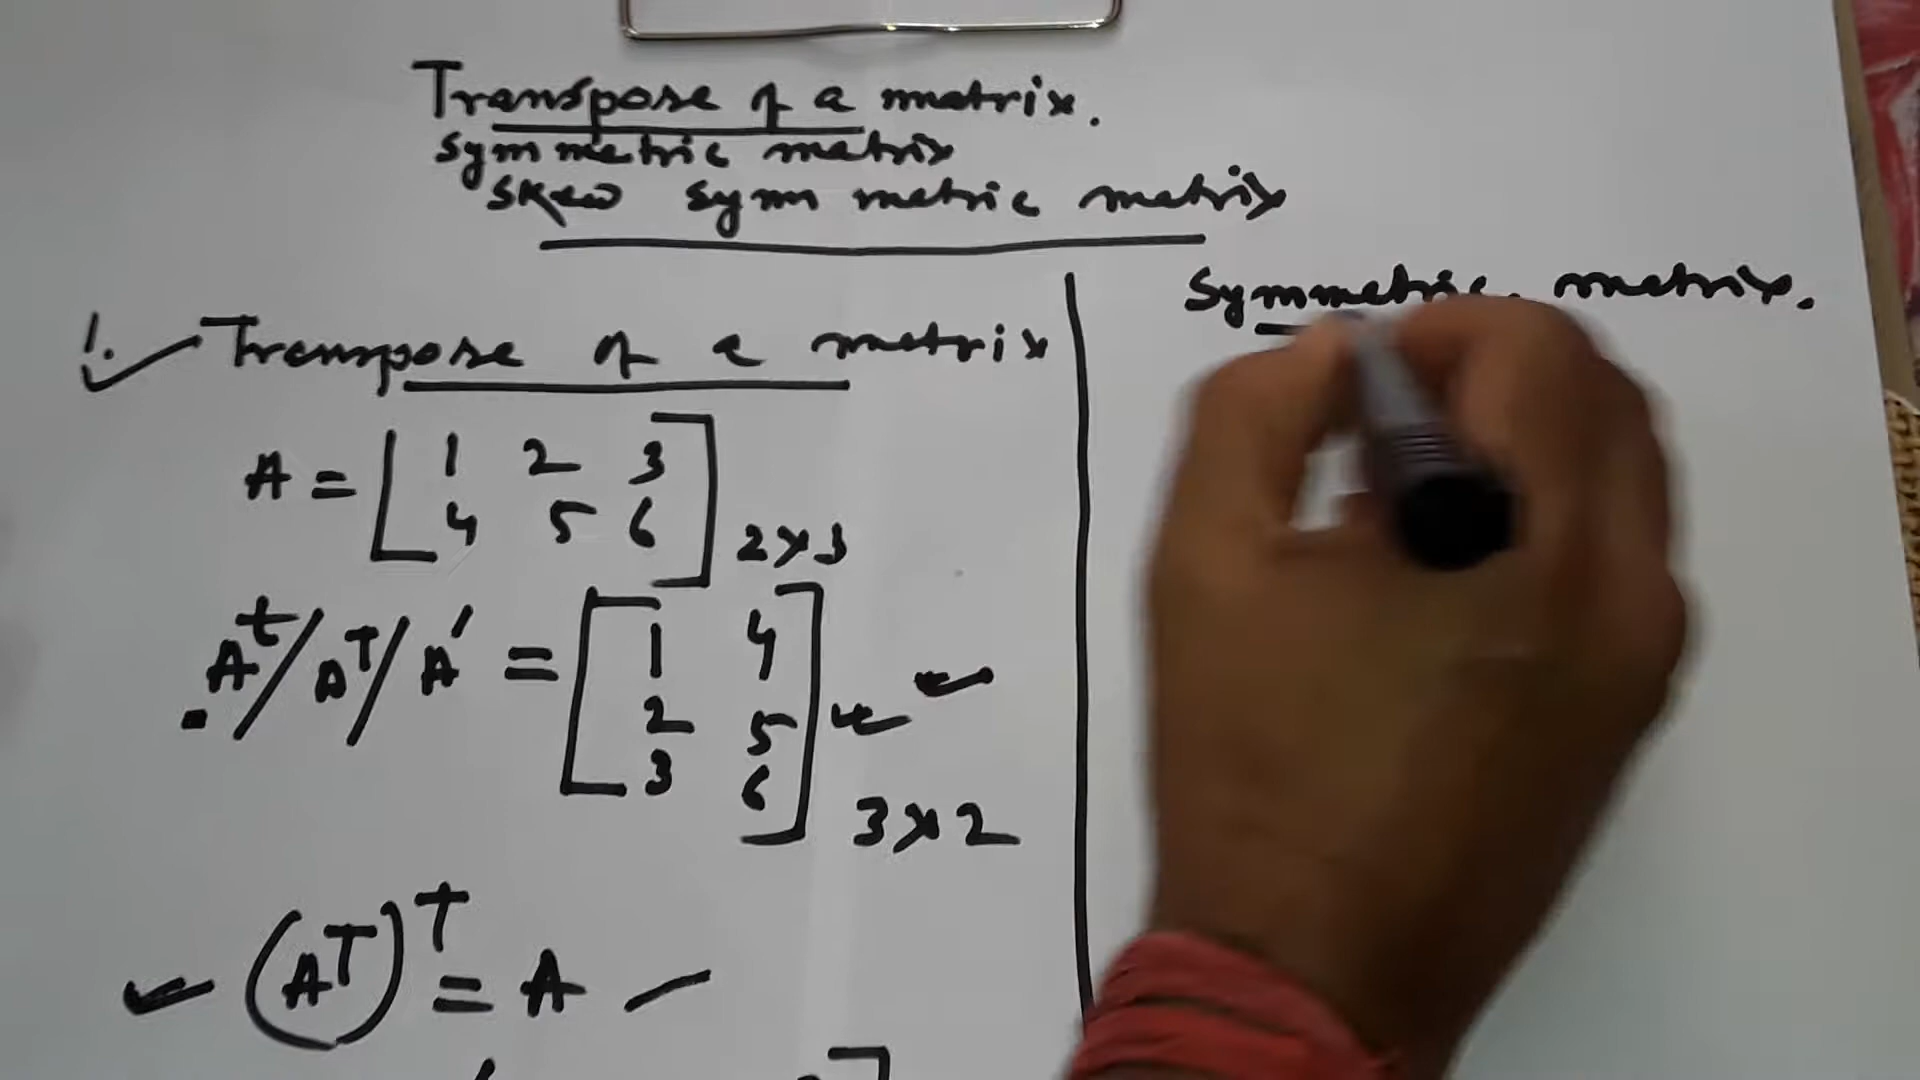 Transpose of a matrix.
Symmetric matrix
Skew symmetric matrix
1. Transpose of a matrix
A = [ 1 2 3
4 5 6 ] 2×3
A^t / A^T / A' = [ 1 4
2 5
3 6 ] 3×2
(A^T)^T = A
Symmetric matrix.